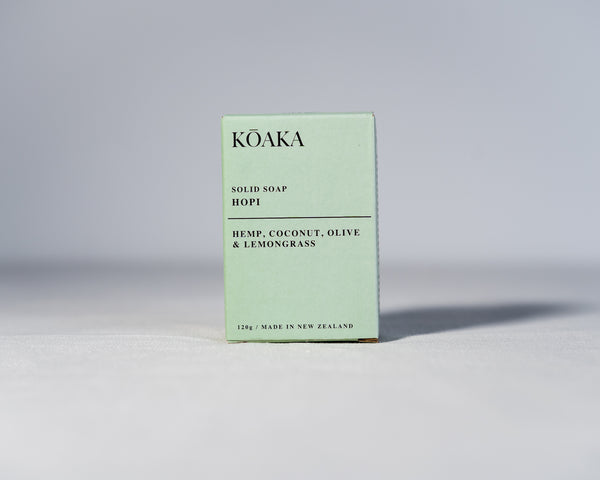 KŌAKA
SOLID SOAP
HOPI
HEMP, COCONUT, OLIVE
& LEMONGRASS
120g / MADE IN NEW ZEALAND